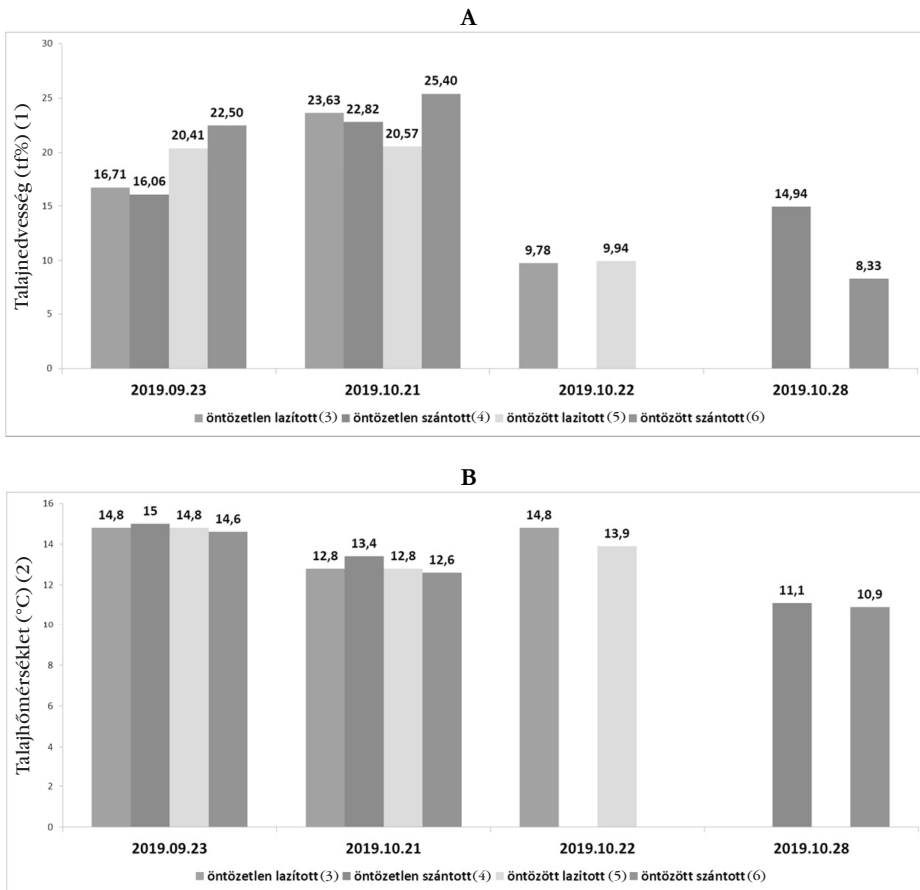 A
Talajnedvesség (tf%) (1)
30
25
20
15
10
5
0
16,71 16,06 20,41 22,50
23,63 22,82 20,57 25,40
9,78 9,94
14,94 8,33
2019.09.23 2019.10.21 2019.10.22 2019.10.28
öntözetlen lazított(3) öntözetlen szántott(4) öntözött lazitott(5) öntözött szántott(6)
B
Talajhőmérséklet (°C) (2)
16
14
12
10
8
6
4
2
0
14,8 15 14,8 14,6
12,8 13,4 12,8 12,6
14,8 13,9
11,1 10,9
2019.09.23 2019.10.21 2019.10.22 2019.10.28
öntözetlen lazított(3) öntözetlen szántott(4) öntözött lazitott(5) öntözött szántott(6)